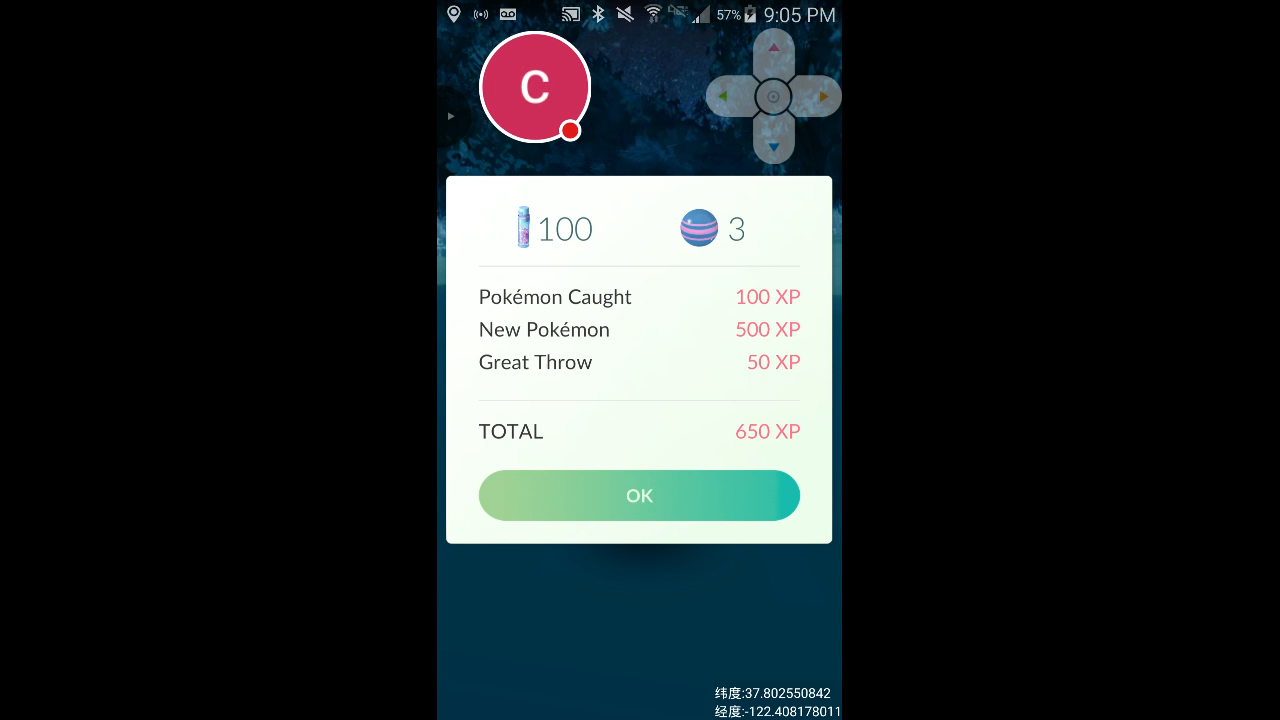 57% 9:05 PM
C
100 3
Pokémon Caught 100 XP
New Pokémon 500 XP
Great Throw 50 XP
TOTAL 650 XP
OK
纬度:37.802550842
经度:-122.408178011